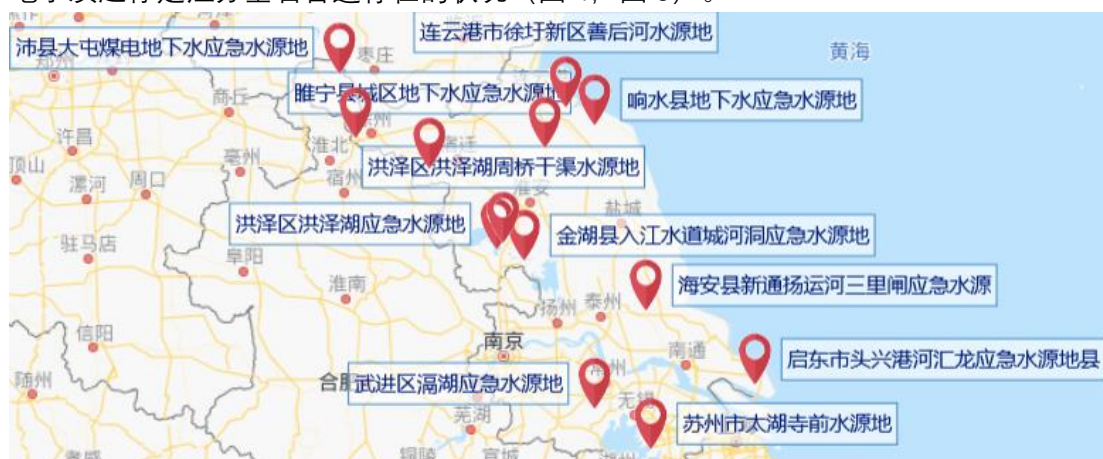 沛县大屯煤电地下水应急水源地
连云港市徐圩新区善后河水源地
黄海
枣庄
睢宁县城区地下水应急水源地
响水县地下水应急水源地
商丘
许昌
淮北
宿迁
亳州
洪泽区洪泽湖周桥干渠水源地
顶山
漯河
周口
宿州
淮安
盐城
洪泽区洪泽湖应急水源地
金湖县入江水道城河洞应急水源地
驻马店
阜阳
淮南
海安县新通扬运河三里闸应急水源
扬州
泰州
信阳
南京
南通
启东市头兴港河汇龙应急水源地县
随州
合肥
武进区滆湖应急水源地
常州
无锡
芜湖
苏州市太湖寺前水源地
铜陵
宣城